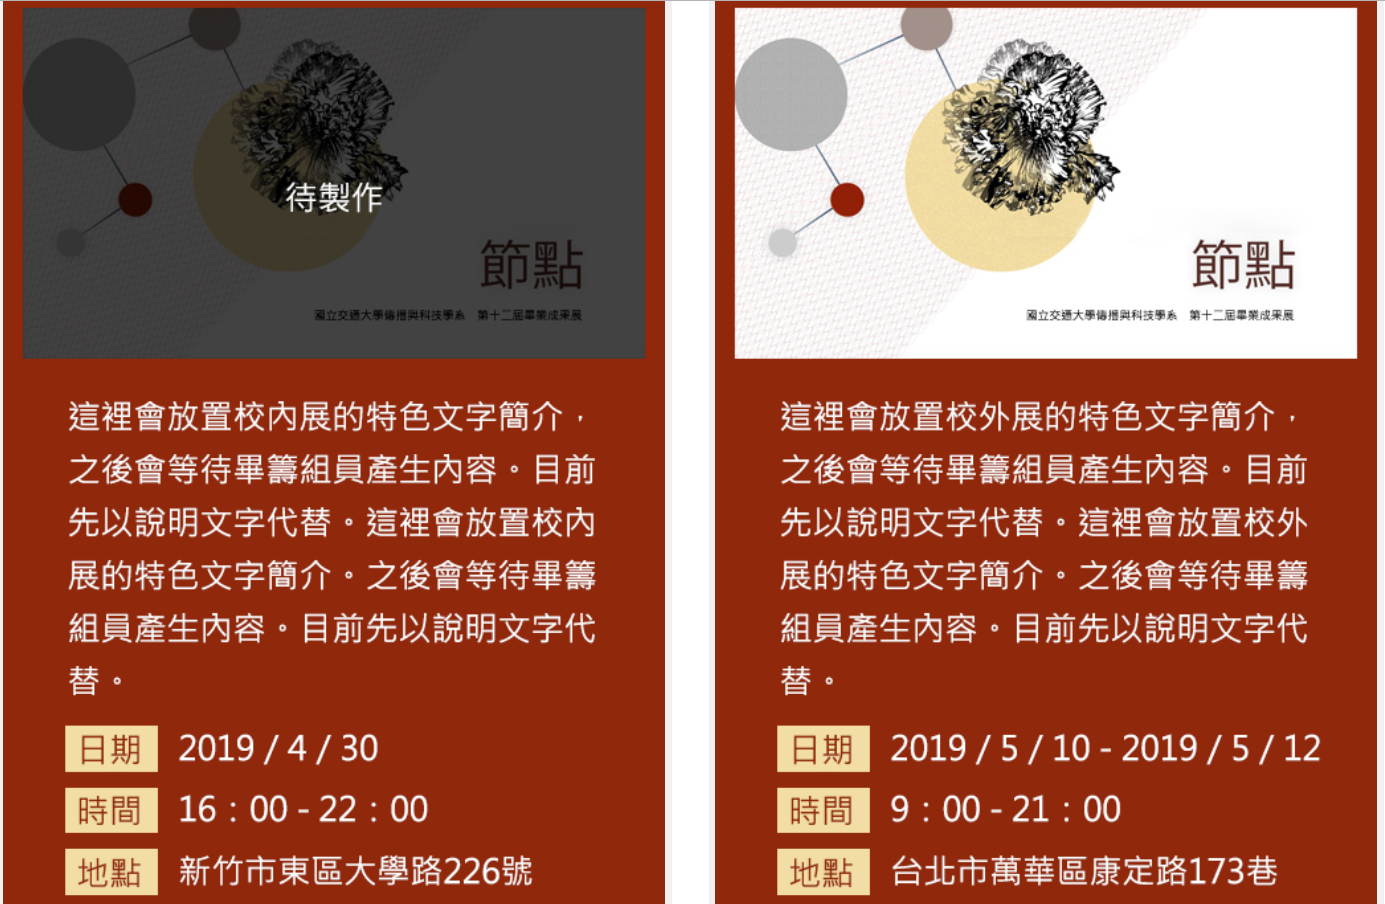 待製作
節點
國立交通大學傳播與科技學系 第十二屆畢業成果展
這裡會放置校內展的特色文字簡介，
之後會等待畢籌組員產生內容。目前
先以說明文字代替。這裡會放置校內
展的特色文字簡介。之後會等待畢籌
組員產生內容。目前先以說明文字代
替。
日期 2019 / 4 / 30
時間 16：00 - 22：00
地點 新竹市東區大學路226號
節點
國立交通大學傳播與科技學系 第十二屆畢業成果展
這裡會放置校外展的特色文字簡介，
之後會等待畢籌組員產生內容。目前
先以說明文字代替。這裡會放置校外
展的特色文字簡介。之後會等待畢籌
組員產生內容。目前先以說明文字代
替。
日期 2019 / 5 / 10 - 2019 / 5 / 12
時間 9：00 - 21：00
地點 台北市萬華區康定路173巷